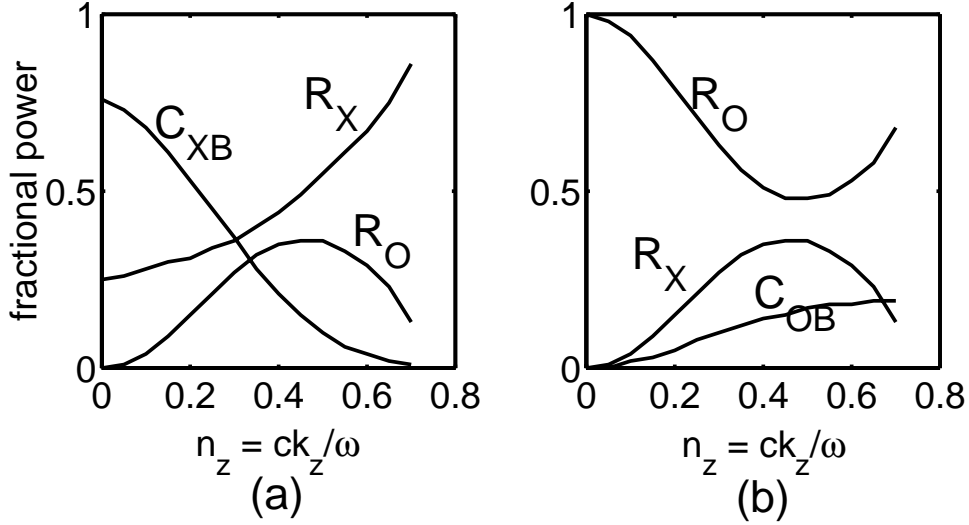 1
0.5
0
fractional power
C_XB
R_X
R_O
0 0.2 0.4 0.6 0.8
n_z = ck_z/ω
(a)
1
0.5
0
R_O
R_X
C_OB
0 0.2 0.4 0.6 0.8
n_z = ck_z/ω
(b)